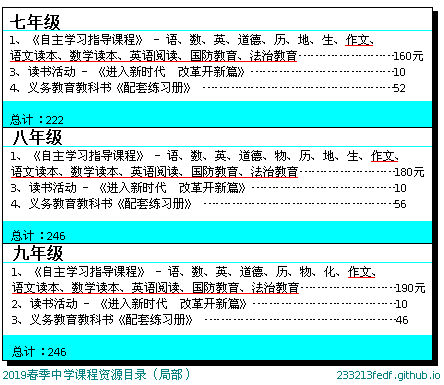 七年级
1、《自主学习指导课程》－语、数、英、道德、历、地、生、作文、
语文读本、数学读本、英语阅读、国防教育、法治教育…………160元
3、读书活动－《进入新时代　改革开新篇》…………10
4、义务教育教科书《配套练习册》…………52
总计：222
八年级
1、《自主学习指导课程》－语、数、英、道德、物、历、地、生、作文、
语文读本、数学读本、英语阅读、国防教育、法治教育…………180元
3、读书活动－《进入新时代　改革开新篇》…………10
4、义务教育教科书《配套练习册》…………56
总计：246
九年级
1、《自主学习指导课程》－语、数、英、道德、历、物、化、作文、
语文读本、数学读本、英语阅读、国防教育、法治教育…………190元
2、读书活动－《进入新时代　改革开新篇》…………10
3、义务教育教科书《配套练习册》…………46
总计：246
2019春季中学课程资源目录（局部）　233213fedf.github.io